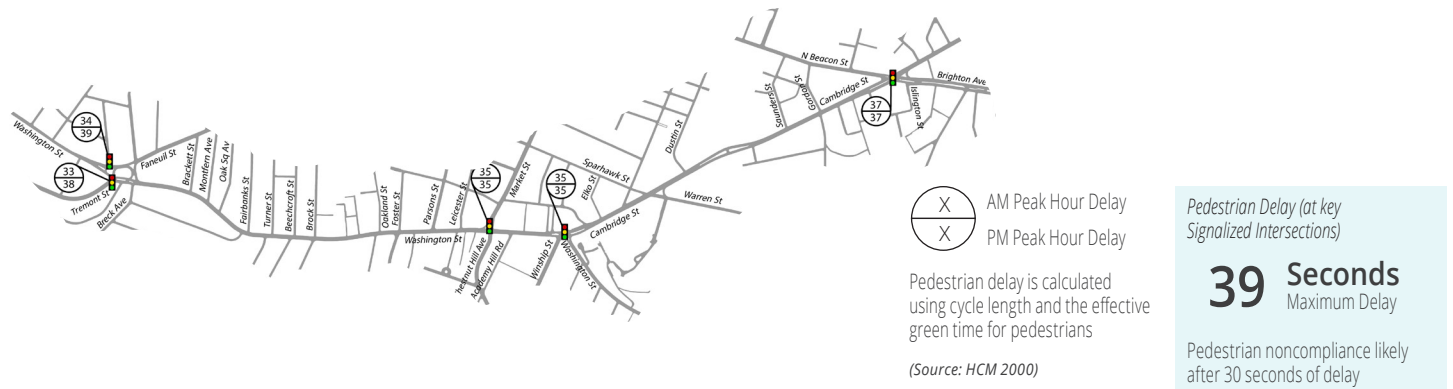 N Beacon St
Brighton Ave
Cambridge St
Gordon St
Saunders St
Islington St
37
37
34
39
Washington St
33
38
Faneuil St
Tremont St
Breck Ave
Brackett St
Montfern Ave
Oak Sq Av
Fairbanks St
Turner St
Beechcroft St
Brock St
Oakland St
Foster St
Parsons St
Leicester St
35
35
Market St
35
35
Elko St
Sparhawk St
Dustin St
Warren St
Cambridge St
Washington St
hestnut Hill Ave
Academy Hill Rd
Winship St
Washington St
X
X
AM Peak Hour Delay
PM Peak Hour Delay
Pedestrian delay is calculated
using cycle length and the effective
green time for pedestrians
(Source: HCM 2000)
Pedestrian Delay (at key
Signalized Intersections)
39 Seconds
Maximum Delay
Pedestrian noncompliance likely
after 30 seconds of delay